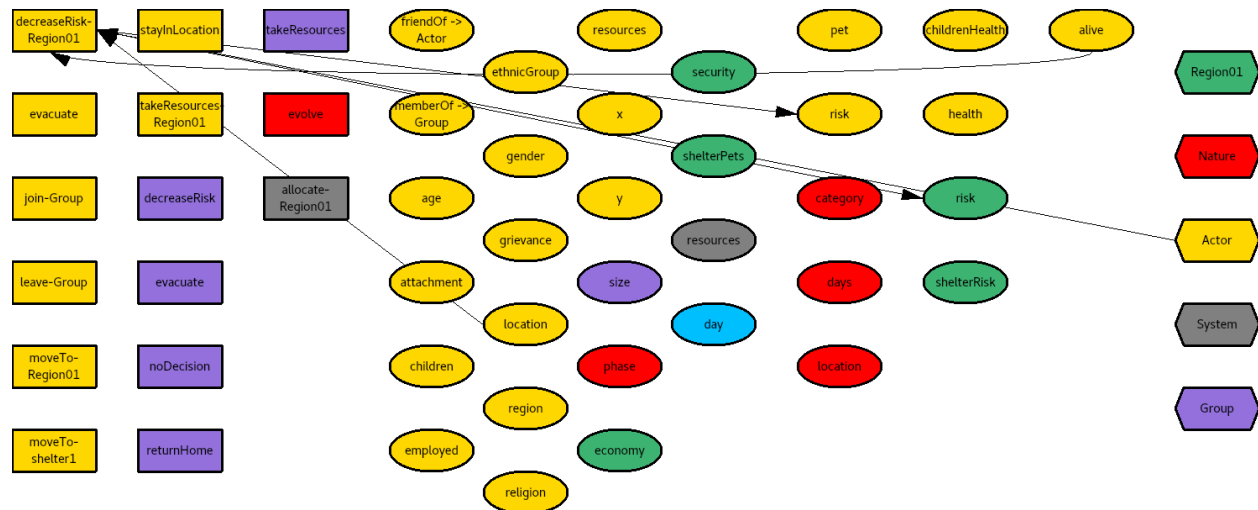 decreaseRisk-
Region01
stayInLocation
takeResources
friendOf ->
Actor
resources
pet
childrenHealth
alive
ethnicGroup
security
Region01
evacuate
takeResources-
Region01
evolve
memberOf ->
Group
x
risk
health
gender
shelterPets
Nature
join-Group
decreaseRisk
allocate-
Region01
age
y
category
risk
grievance
resources
Actor
leave-Group
evacuate
attachment
size
days
shelterRisk
location
day
System
moveTo-
Region01
noDecision
children
phase
location
region
Group
moveTo-
shelter1
returnHome
employed
economy
religion